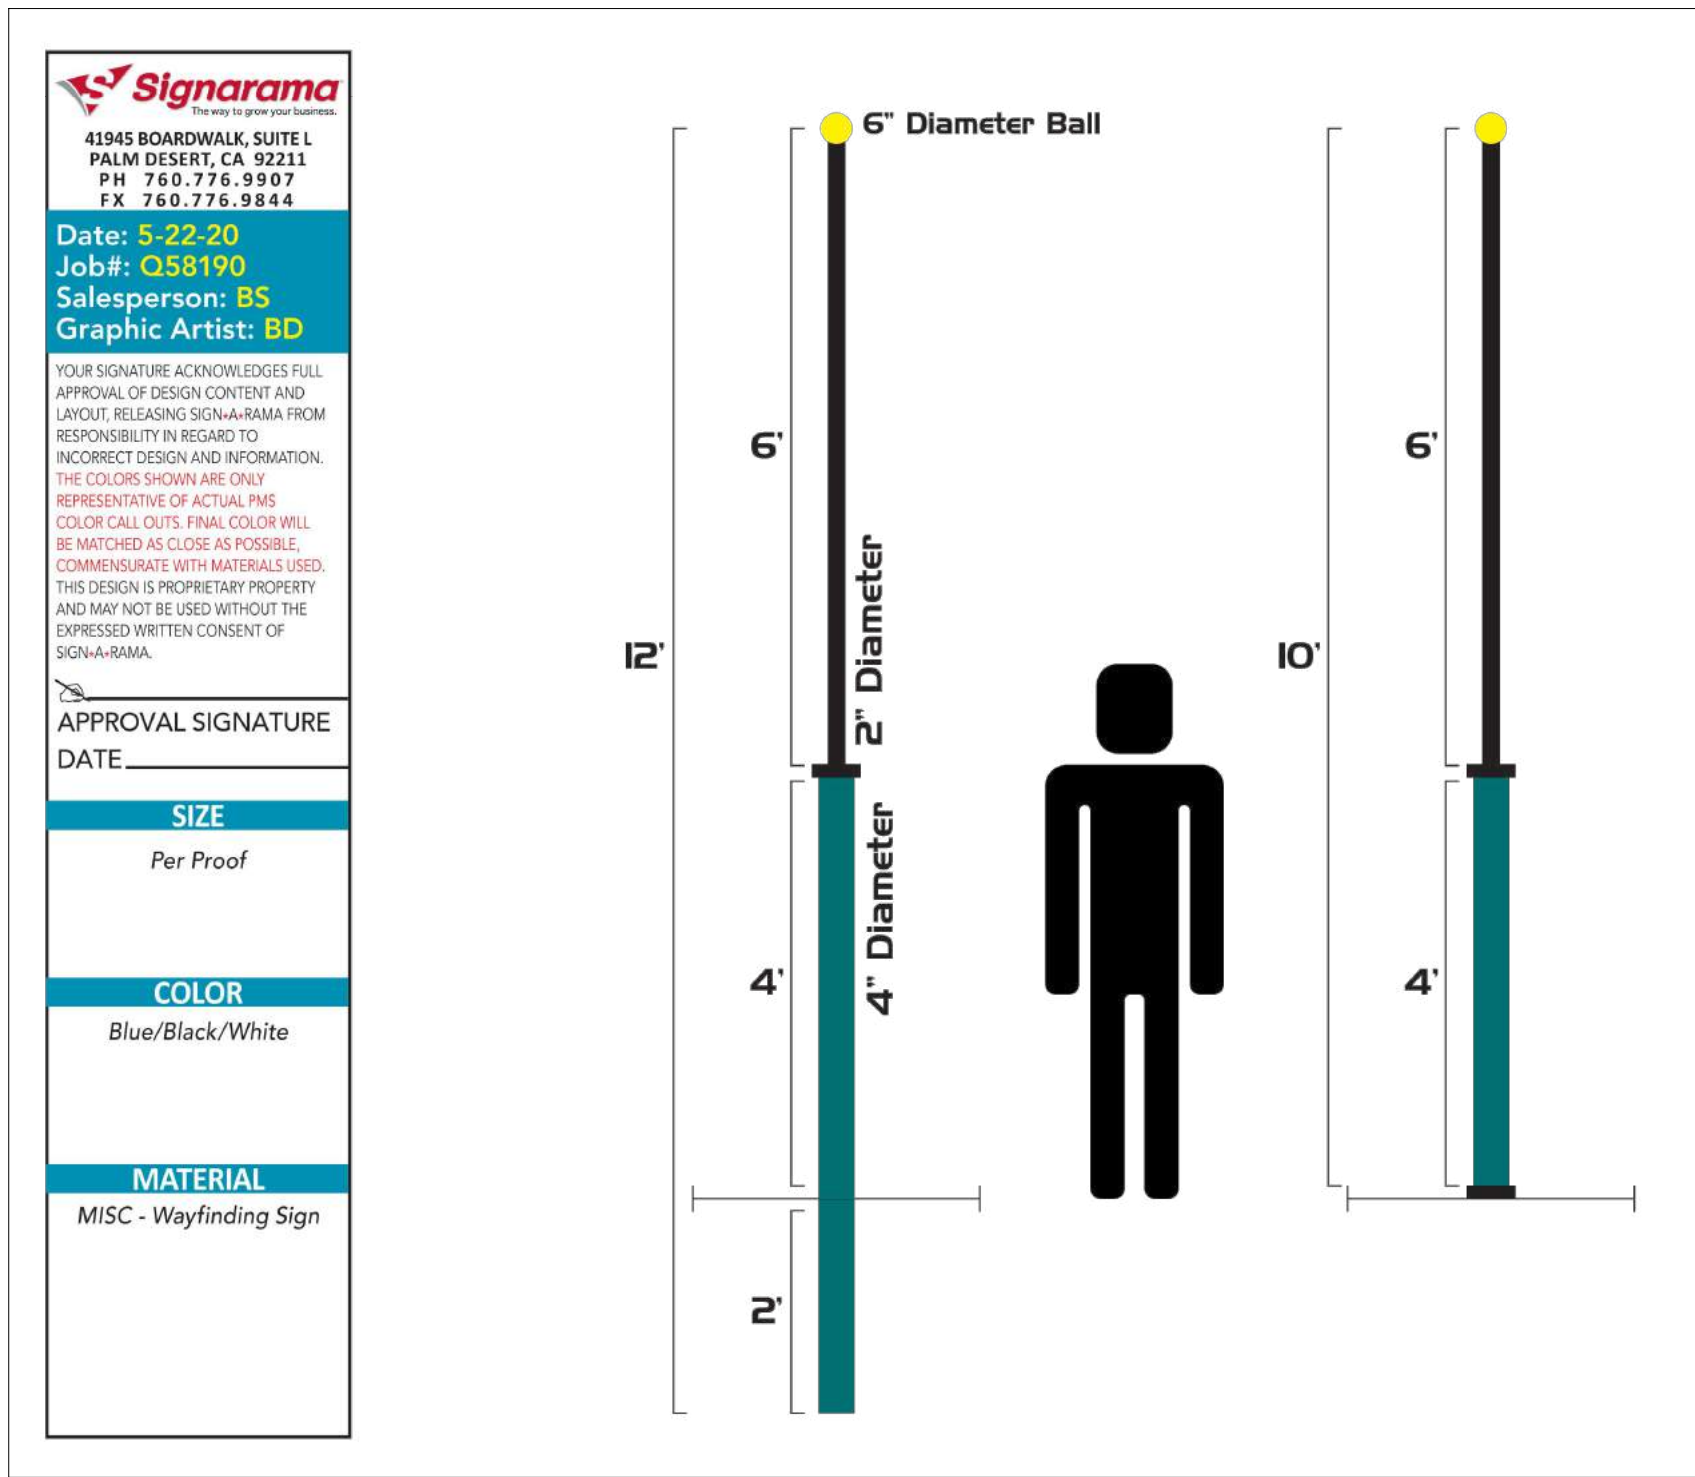 Signarama
The way to grow your business.
41945 BOARDWALK, SUITE L
PALM DESERT, CA 92211
PH 760.776.9907
FX 760.776.9844
Date: 5-22-20
Job#: Q58190
Salesperson: BS
Graphic Artist: BD
YOUR SIGNATURE ACKNOWLEDGES FULL
APPROVAL OF DESIGN CONTENT AND
LAYOUT, RELEASING SIGN★A★RAMA FROM
RESPONSIBILITY IN REGARD TO
INCORRECT DESIGN AND INFORMATION.
THE COLORS SHOWN ARE ONLY
REPRESENTATIVE OF ACTUAL PMS
COLOR CALL OUTS. FINAL COLOR WILL
BE MATCHED AS CLOSE AS POSSIBLE,
COMMENSURATE WITH MATERIALS USED.
THIS DESIGN IS PROPRIETARY PROPERTY
AND MAY NOT BE USED WITHOUT THE
EXPRESSED WRITTEN CONSENT OF
SIGN★A★RAMA.
APPROVAL SIGNATURE
DATE
SIZE
Per Proof
COLOR
Blue/Black/White
MATERIAL
MISC - Wayfinding Sign
6" Diameter Ball
6'
2" Diameter
12'
4" Diameter
4'
2'
6'
10'
4'